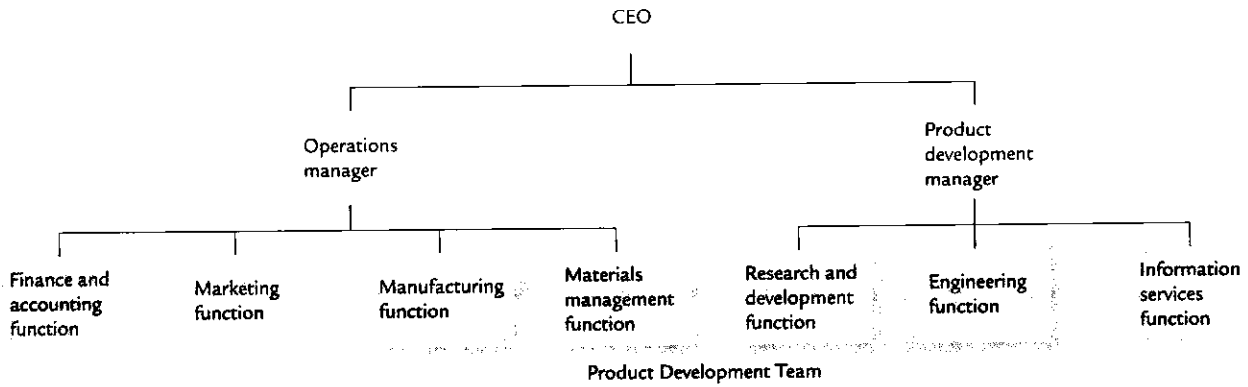 CEO
Operations
manager
Product
development
manager
Finance and
accounting
function
Marketing
function
Manufacturing
function
Materials
management
function
Research and
development
function
Engineering
function
Information
services
function
Product Development Team